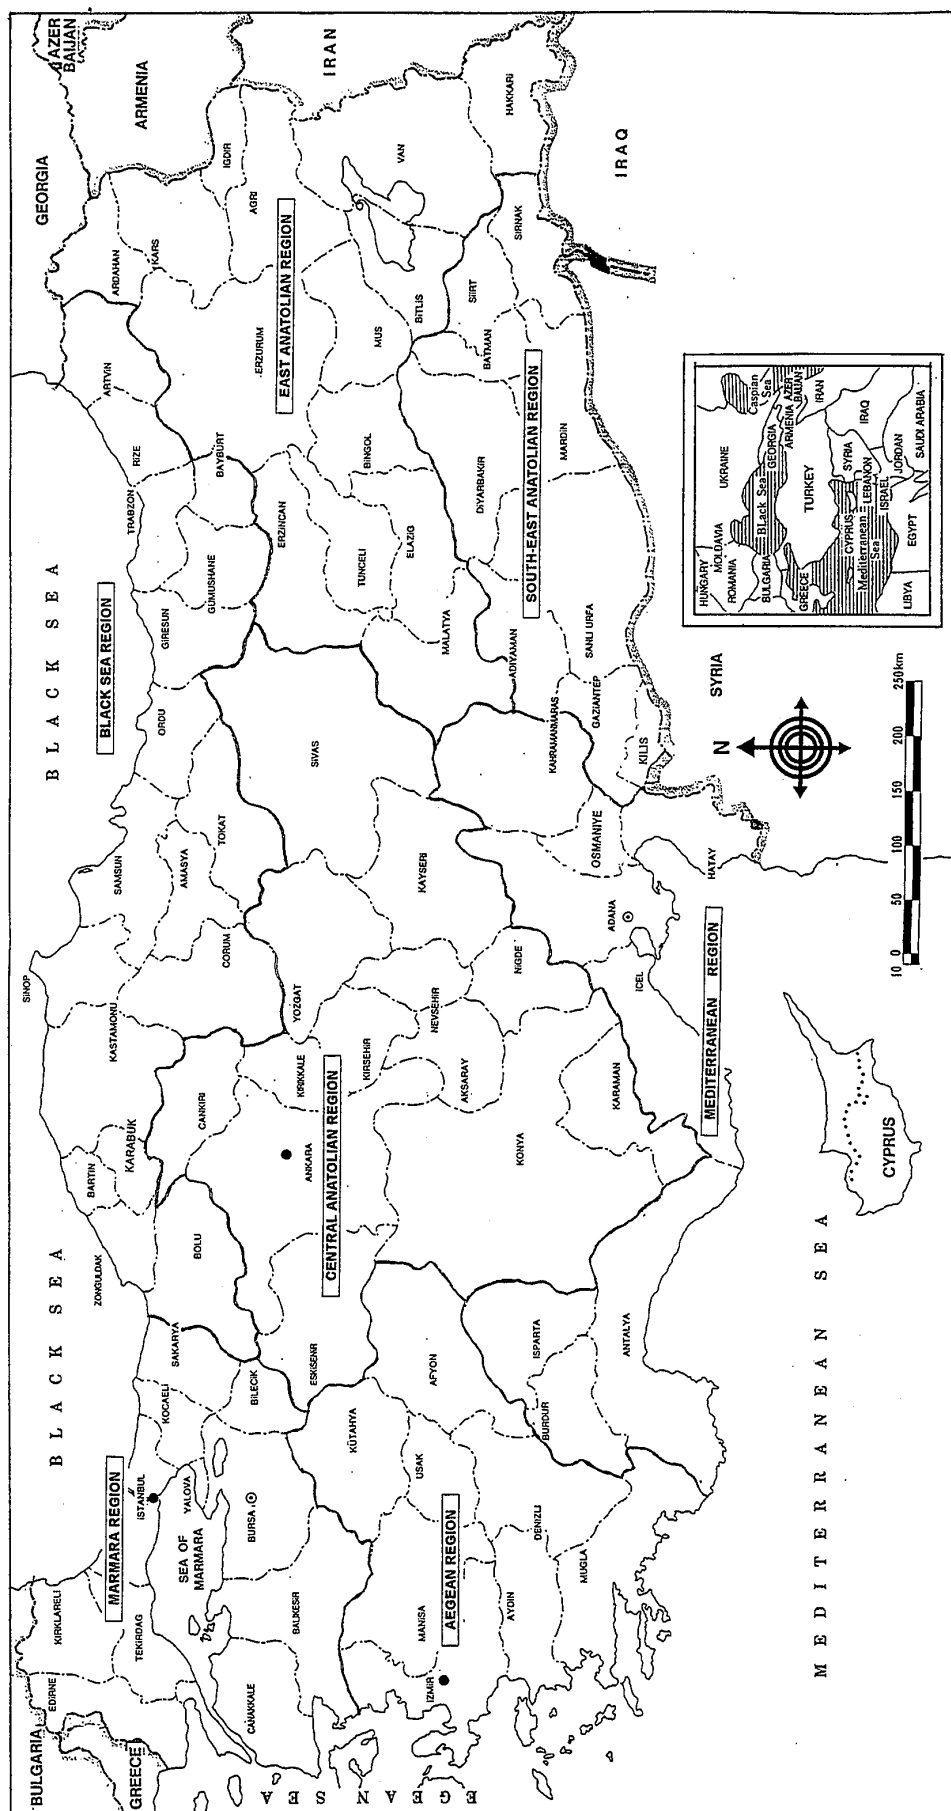 BULGARIA
GREECE
EDIRNE
KIRKLARELI
TEKIRDAG
MARMARA REGION
ISTANBUL
SEA OF
MARMARA
YALOVA
KOCAELI
SAKARYA
BURSA
BİLECİK
BALIKESIR
CANAKKALE
BLACK SEA
BLACK SEA
BLACK SEA REGION
ZONGULDAK
BARTIN
KARABUK
BOLU
KASTAMONU
SINOP
SAMSUN
AMASYA
CORUM
TOKAT
ORDU
GIRESUN
GUMUSHANE
TRABZON
BAYBURT
RIZE
ARTVIN
GEORGIA
ARMENIA
AZER
BAIJAN
IRAN
IRAQ
SYRIA
ARDAHAN
KARS
IGDIR
AGRI
ERZURUM
EAST ANATOLIAN REGION
ERZINCAN
TUNCELI
BINGOL
MUS
BITLIS
VAN
HAKKARI
ELAZIG
MALATYA
SOUTH-EAST ANATOLIAN REGION
ADIYAMAN
DIYARBAKIR
BATMAN
SIIRT
SIRNAK
MARDIN
SANLI URFA
GAZIANTEP
KILIS
CENTRAL ANATOLIAN REGION
ESKISEHIR
ANKARA
CANKIRI
KIRIKKALE
YOZGAT
SIVAS
KIRSEHIR
NEVSEHIR
KAYSERI
AKSARAY
NIGDE
KONYA
KARAMAN
AEGEAN REGION
IZMIR
MANISA
KÜTAHYA
USAK
AFYON
AYDIN
DENIZLI
MUGLA
AEGEAN SEA
MEDITERRANEAN REGION
BURDUR
ISPARTA
ANTALYA
ICEL
ADANA
OSMANIYE
KAHRAMANMARAS
HATAY
MEDITERRANEAN SEA
CYPRUS
N
10 0 50 100 150 200 250km
HUNGARY
MOLDAVIA
ROMANIA
UKRAINE
BULGARIA
BLack Sea
Caspian
Sea
GEORGIA
ARMENIA
AZER
BAIJAN
GREECE
TURKEY
IRAN
CYPRUS
SYRIA
LEBANON
ISRAEL
IRAQ
JORDAN
Mediterranean
Sea
LIBYA
EGYPT
SAUDI ARABIA